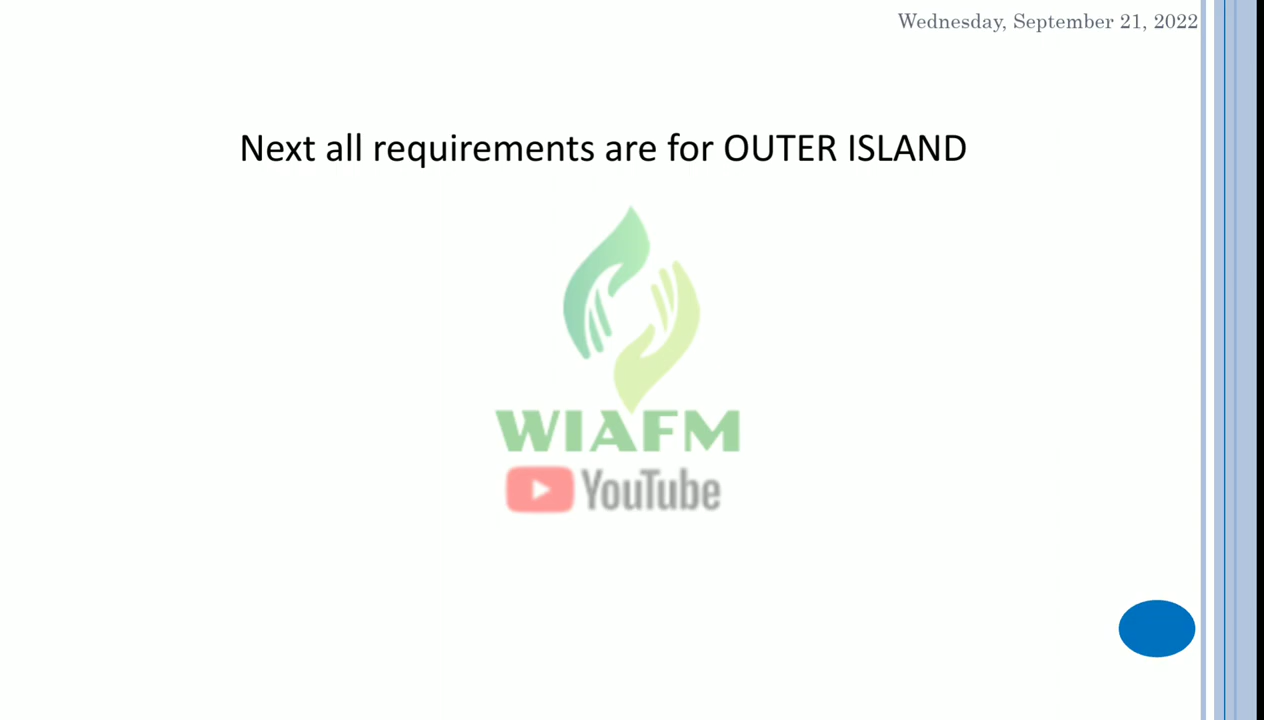 Wednesday, September 21, 2022
Next all requirements are for OUTER ISLAND
WIAFM
YouTube